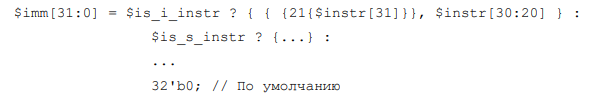 $imm[31:0] = $is_i_instr ? { { {21{$instr[31]}}, $instr[30:20] } :
$is_s_instr ? {...} :
...
32'b0; // По умолчанию